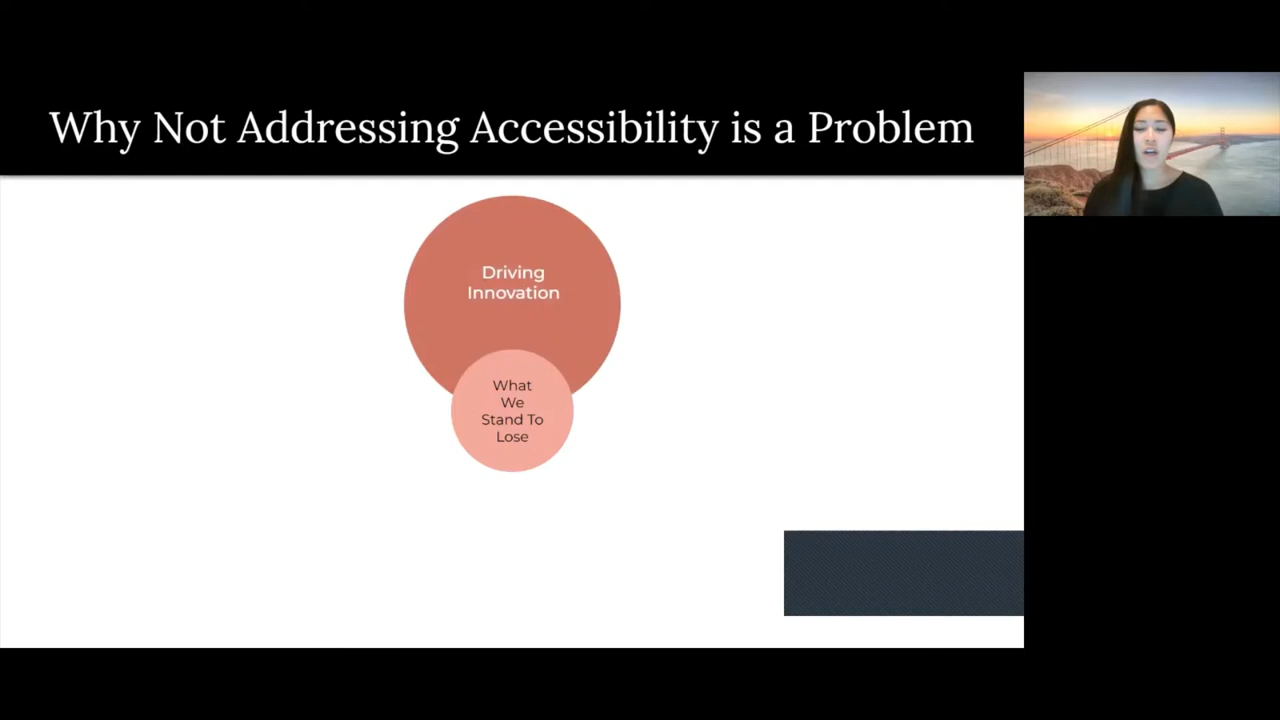 Why Not Addressing Accessibility is a Problem
Driving
Innovation
What
We
Stand To
Lose